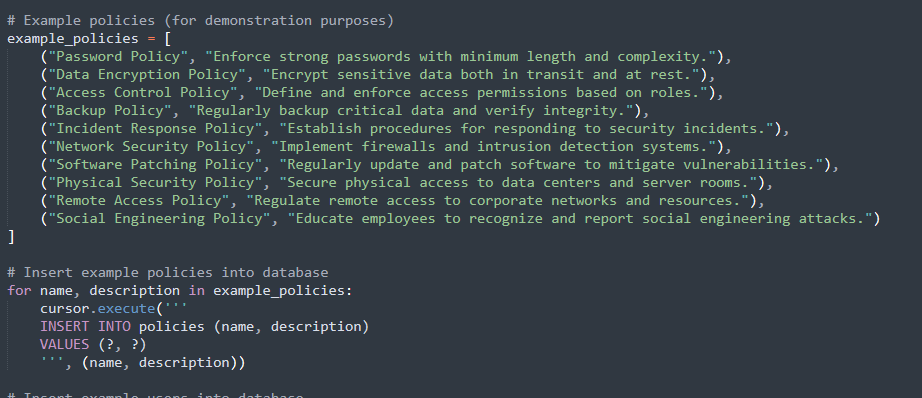 # Example policies (for demonstration purposes)
example_policies = [
    ("Password Policy", "Enforce strong passwords with minimum length and complexity."),
    ("Data Encryption Policy", "Encrypt sensitive data both in transit and at rest."),
    ("Access Control Policy", "Define and enforce access permissions based on roles."),
    ("Backup Policy", "Regularly backup critical data and verify integrity."),
    ("Incident Response Policy", "Establish procedures for responding to security incidents."),
    ("Network Security Policy", "Implement firewalls and intrusion detection systems."),
    ("Software Patching Policy", "Regularly update and patch software to mitigate vulnerabilities."),
    ("Physical Security Policy", "Secure physical access to data centers and server rooms."),
    ("Remote Access Policy", "Regulate remote access to corporate networks and resources."),
    ("Social Engineering Policy", "Educate employees to recognize and report social engineering attacks.")
]
# Insert example policies into database
for name, description in example_policies:
    cursor.execute('''
    INSERT INTO policies (name, description)
    VALUES (?, ?)
    ''', (name, description))
# Insert example users into database